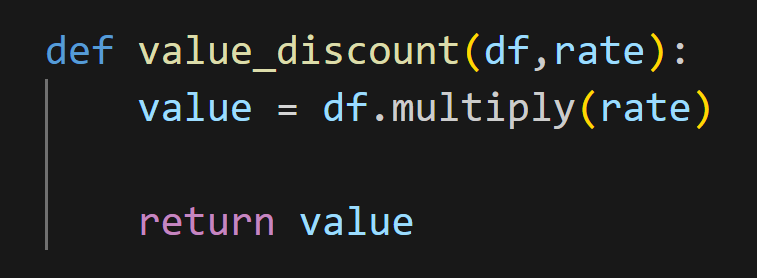 def value_discount(df,rate):
    value = df.multiply(rate)
    return value